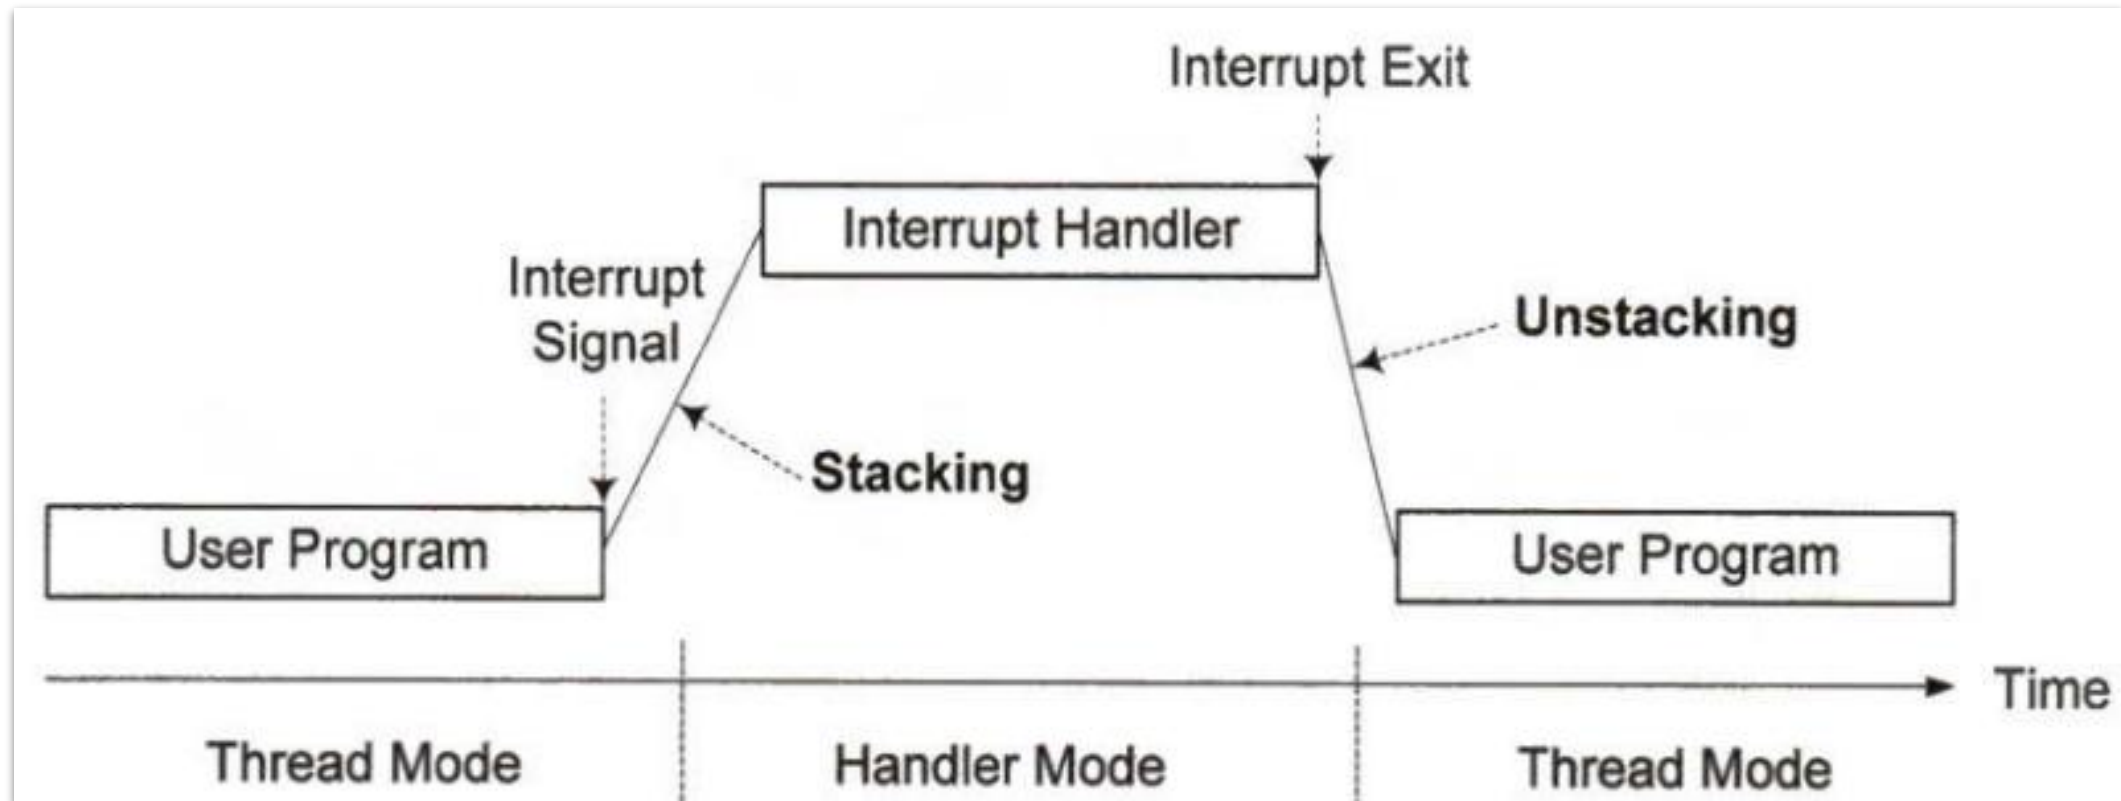 Interrupt Exit
Interrupt Handler
Interrupt
Signal
Unstacking
Stacking
User Program
User Program
Time
Thread Mode
Handler Mode
Thread Mode